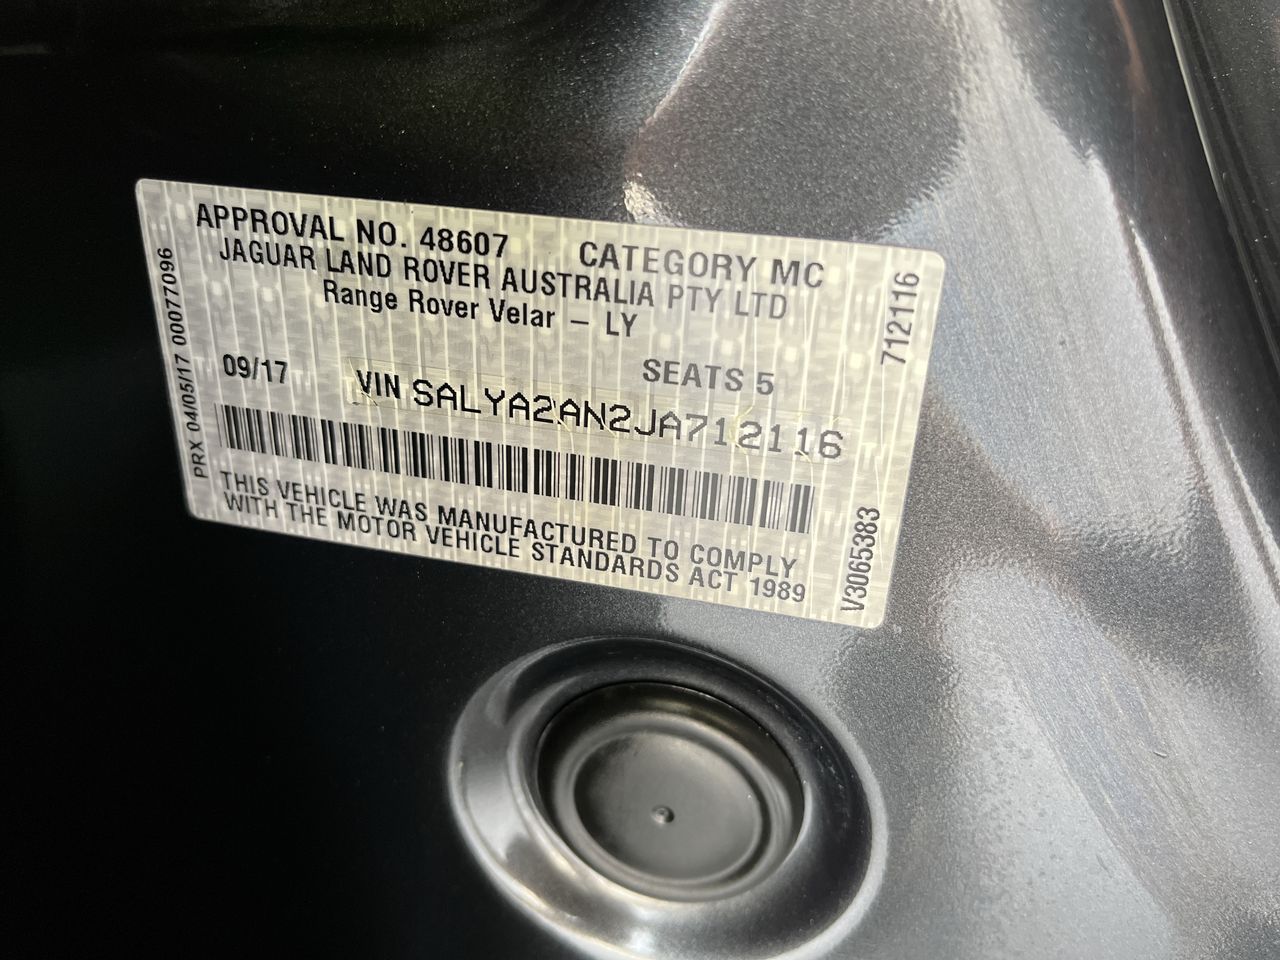 APPROVAL NO. 48607 CATEGORY MC
JAGUAR LAND ROVER AUSTRALIA PTY LTD
Range Rover Velar – LY
09/17 SEATS 5
VIN SALYA2AN2JA712116
THIS VEHICLE WAS MANUFACTURED TO COMPLY
WITH THE MOTOR VEHICLE STANDARDS ACT 1989
PRX 04/05/17 00077096
712116
V3065383